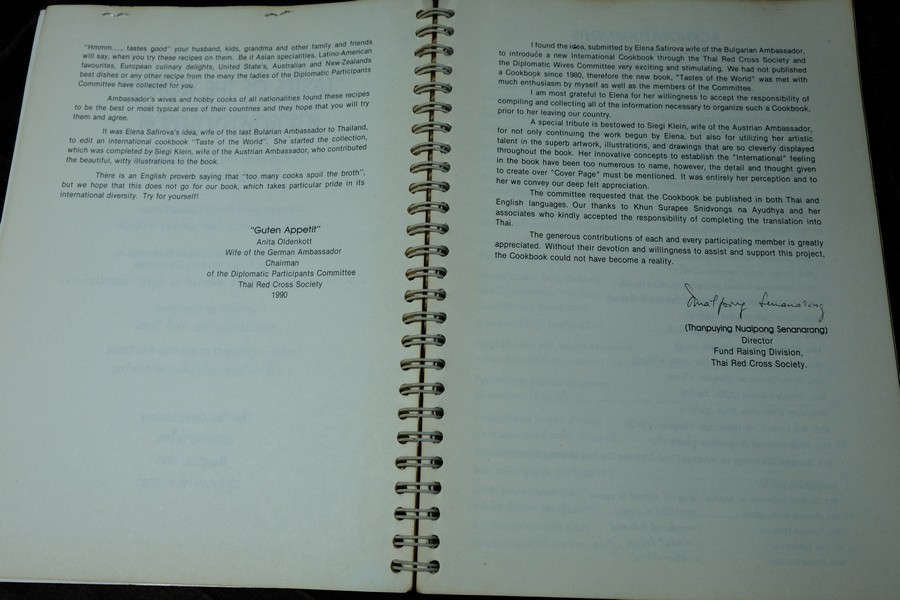 "Hmmm...., tastes good" your husband, kids, grandma and other family and friends
will say, when you try these recipes on them. Be it Asian specialities, Latino-American
favourites, European culinary delights, United State's, Australian and New-Zealands
best dishes or any other recipe from the many the ladies of the Diplomatic Participants
Committee have collected for you.
Ambassador's wives and hobby cooks of all nationalities found these recipes
to be the best or most typical ones of their countries and they hope that you will try
them and agree.
It was Elena Safirova's idea, wife of the last Bularian Ambassador to Thailand,
to edit an international cookbook "Taste of the World". She started the collection,
which was completed by Siegi Klein, wife of the Austrian Ambassador, who contributed
the beautiful, witty illustrations to the book.
There is an English proverb saying that "too many cooks spoil the broth",
but we hope that this does not go for our book, which takes particular pride in its
international diversity. Try for yourself!
"Guten Appetit"
Anita Oldenkott
Wife of the German Ambassador
Chairman
of the Diplomatic Participants Committee
Thai Red Cross Society
1990
I found the idea, submitted by Elena Safirova wife of the Bulgarian Ambassador,
to introduce a new International Cookbook through the Thai Red Cross Society and
the Diplomatic Wives Committee very exciting and stimulating. We had not published
a Cookbook since 1980, therefore the new book, "Tastes of the World" was met with
much enthusiasm by myself as well as the members of the Committee.
I am most grateful to Elena for her willingness to accept the responsibility of
compiling and collecting all of the information necessary to organize such a Cookbook,
prior to her leaving our country.
A special tribute is bestowed to Siegi Klein, wife of the Austrian Ambassador,
for not only continuing the work begun by Elena, but also for utilizing her artistic
talent in the superb artwork, illustrations, and drawings that are so cleverly displayed
throughout the book. Her innovative concepts to establish the "International" feeling
in the book have been too numerous to name, however, the detail and thought given
to create over "Cover Page" must be mentioned. It was entirely her perception and to
her we convey our deep felt appreciation.
The committee requested that the Cookbook be published in both Thai and
English languages. Our thanks to Khun Surapee Snidvongs na Ayudhya and her
associates who kindly accepted the responsibility of completing the translation into
Thai.
The generous contributions of each and every participating member is greatly
appreciated. Without their devotion and willingness to assist and support this project,
the Cookbook could not have become a reality.
Nualpong Senanarong
(Thanpuying Nualpong Senanarong)
Director
Fund Raising Division,
Thai Red Cross Society.